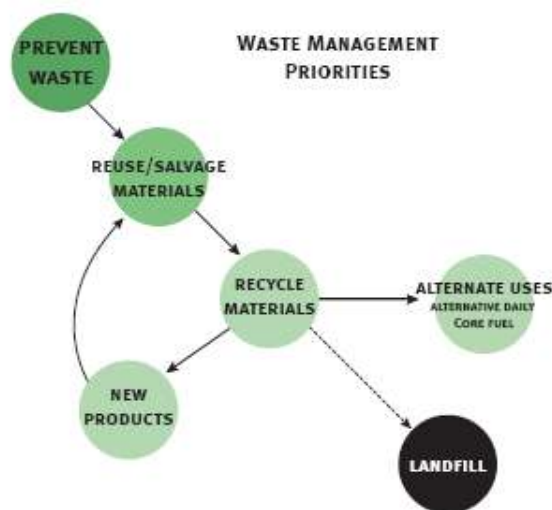 PREVENT
WASTE
WASTE MANAGEMENT
PRIORITIES
REUSE/SALVAGE
MATERIALS
RECYCLE
MATERIALS
ALTERNATE USES
ALTERNATIVE DAILY
CORE FUEL
NEW
PRODUCTS
LANDFILL